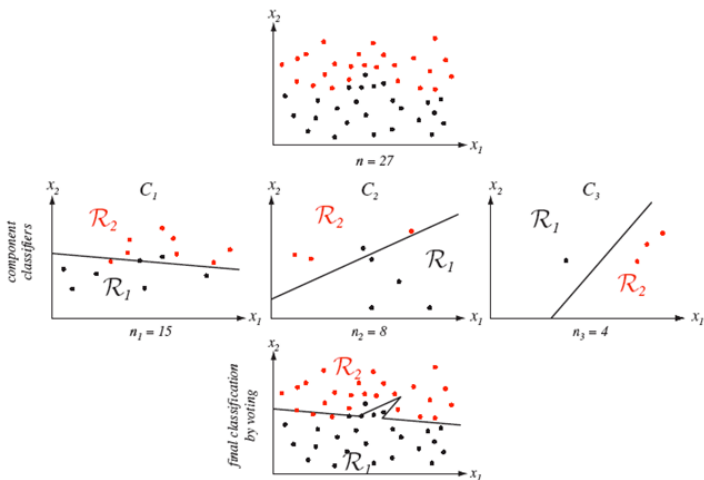 x2
x1
n = 27
component
classifiers
x2
C1
R2
R1
x1
n1 = 15
x2
C2
R2
R1
x1
n2 = 8
x2
C3
R1
R2
x1
n3 = 4
final classification
by voting
x2
R2
R1
x1